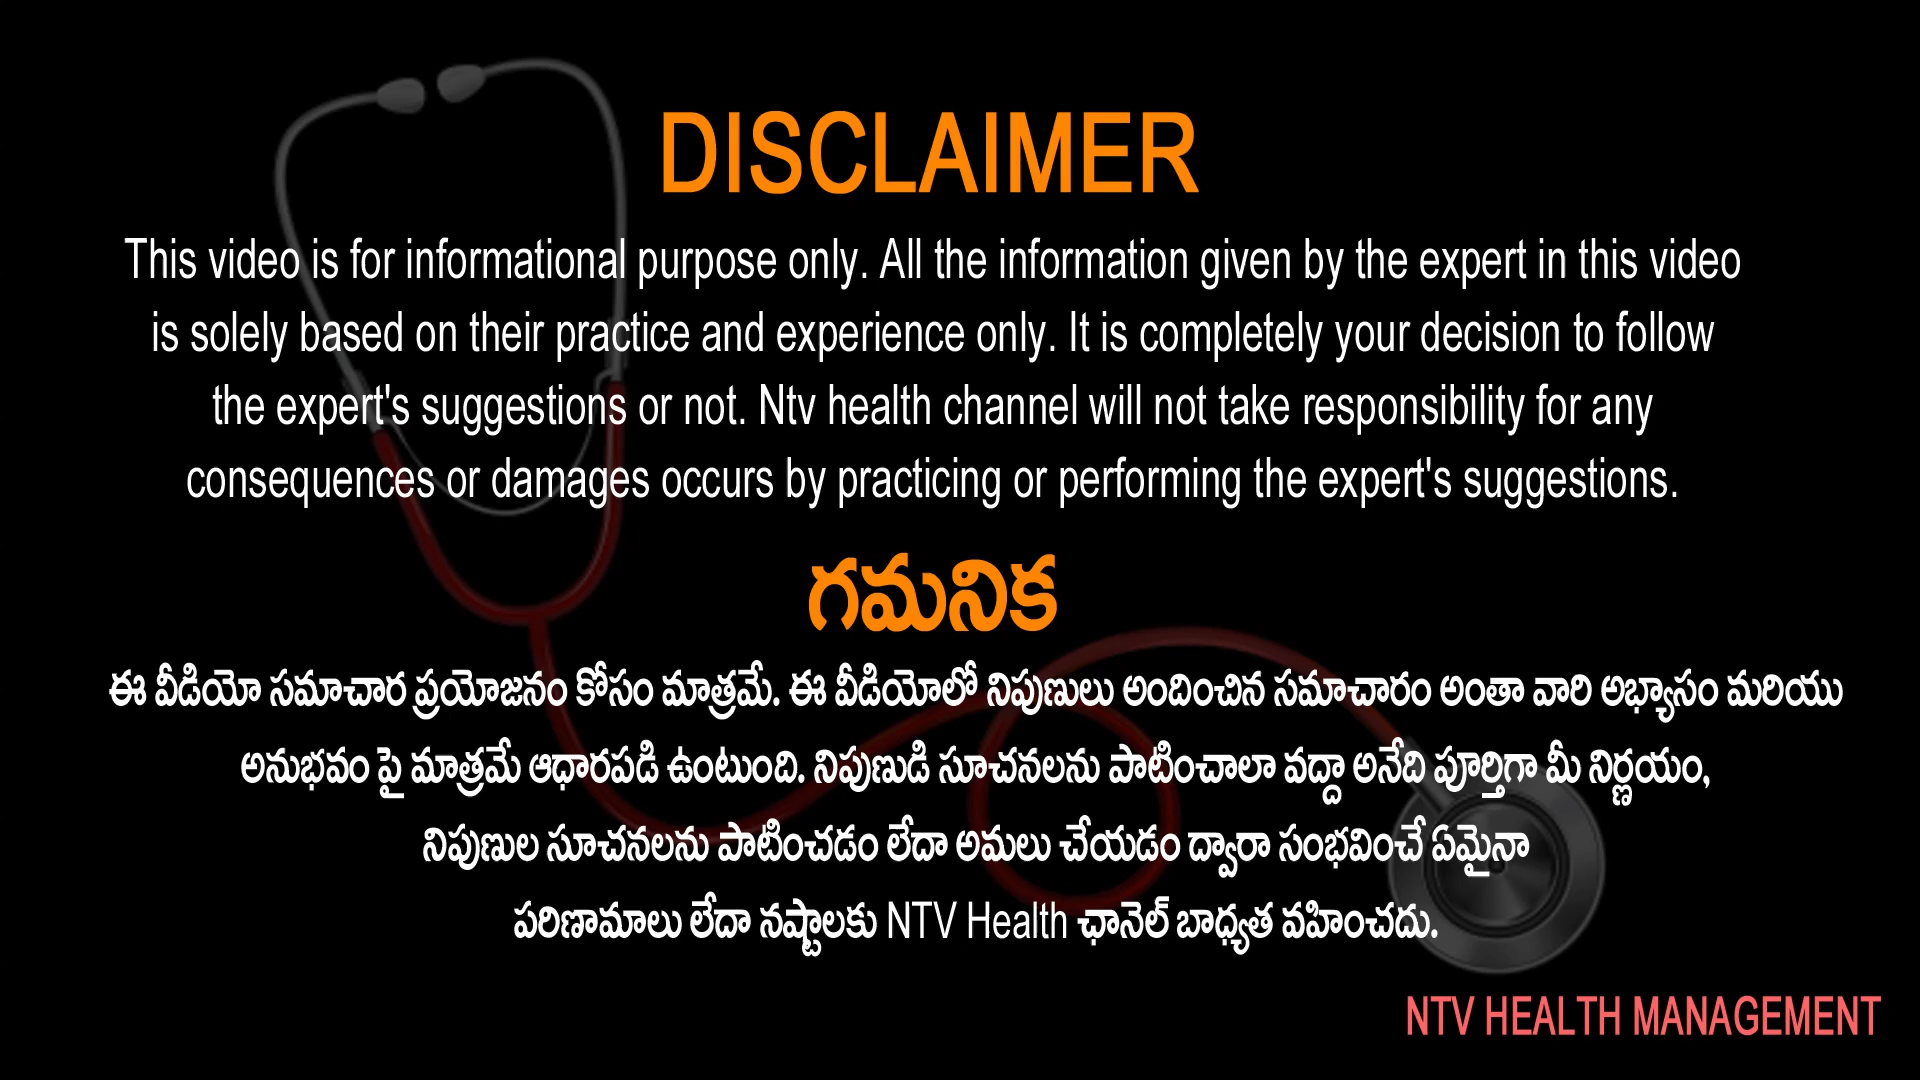 DISCLAIMER
This video is for informational purpose only. All the information given by the expert in this video
is solely based on their practice and experience only. It is completely your decision to follow
the expert's suggestions or not. Ntv health channel will not take responsibility for any
consequences or damages occurs by practicing or performing the expert's suggestions.
గమనిక
ఈ వీడియో సమాచార ప్రయోజనం కోసం మాత్రమే. ఈ వీడియోలో నిపుణులు అందించిన సమాచారం అంతా వారి అభ్యాసం మరియు
అనుభవం పై మాత్రమే ఆధారపడి ఉంటుంది. నిపుణుడి సూచనలను పాటించాలా వద్దా అనేది పూర్తిగా మీ నిర్ణయం,
నిపుణుల సూచనలను పాటించడం లేదా అమలు చేయడం ద్వారా సంభవించే ఏమైనా
పరిణామాలు లేదా నష్టాలకు NTV Health ఛానెల్ బాధ్యత వహించదు.
NTV HEALTH MANAGEMENT